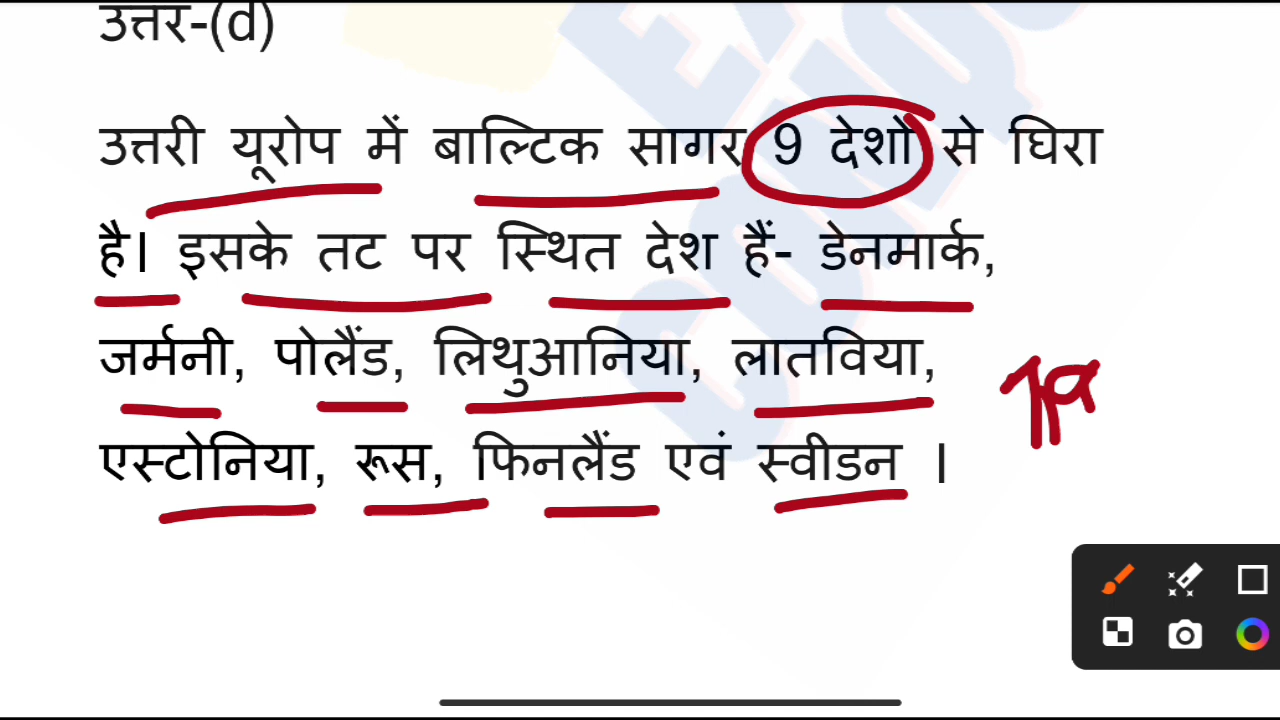 उत्तर-(d)
उत्तरी यूरोप में बाल्टिक सागर 9 देशों से घिरा
है। इसके तट पर स्थित देश हैं- डेनमार्क,
जर्मनी, पोलैंड, लिथुआनिया, लातविया,
एस्टोनिया, रूस, फिनलैंड एवं स्वीडन ।